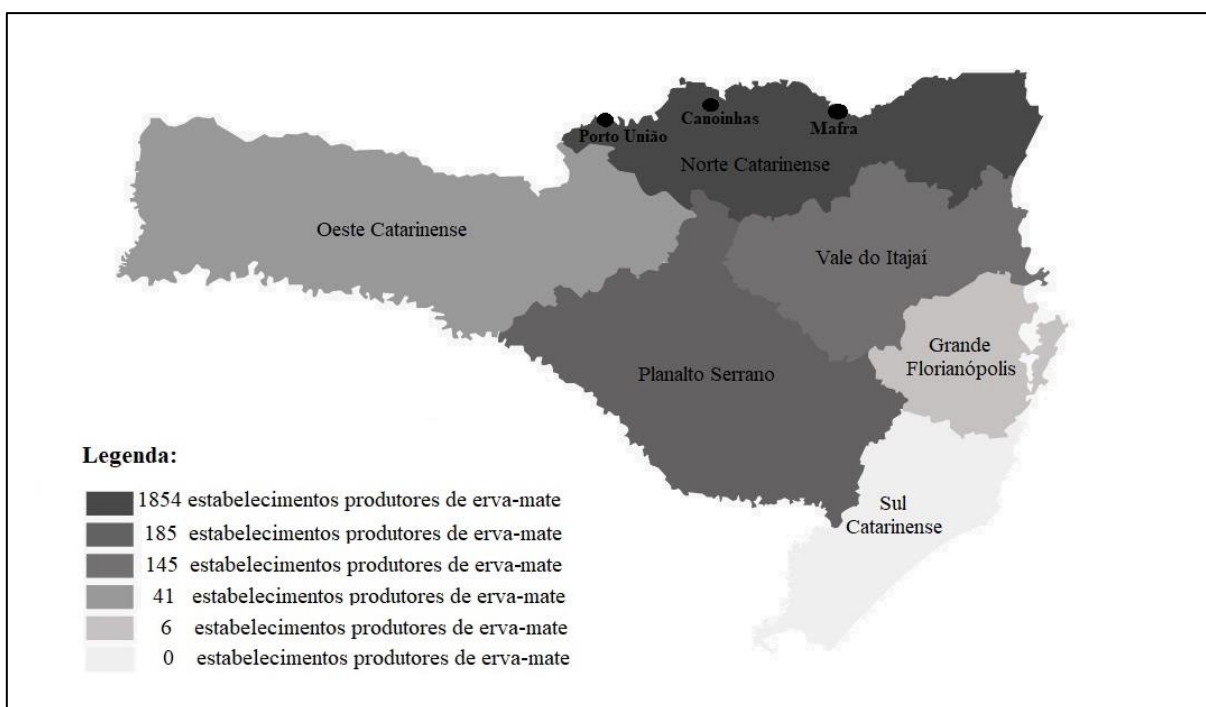 Canoinhas
Porto União
Mafra
Norte Catarinense
Oeste Catarinense
Vale do Itajaí
Grande
Florianópolis
Planalto Serrano
Sul
Catarinense
Legenda:
1854 estabelecimentos produtores de erva-mate
185 estabelecimentos produtores de erva-mate
145 estabelecimentos produtores de erva-mate
41 estabelecimentos produtores de erva-mate
6 estabelecimentos produtores de erva-mate
0 estabelecimentos produtores de erva-mate